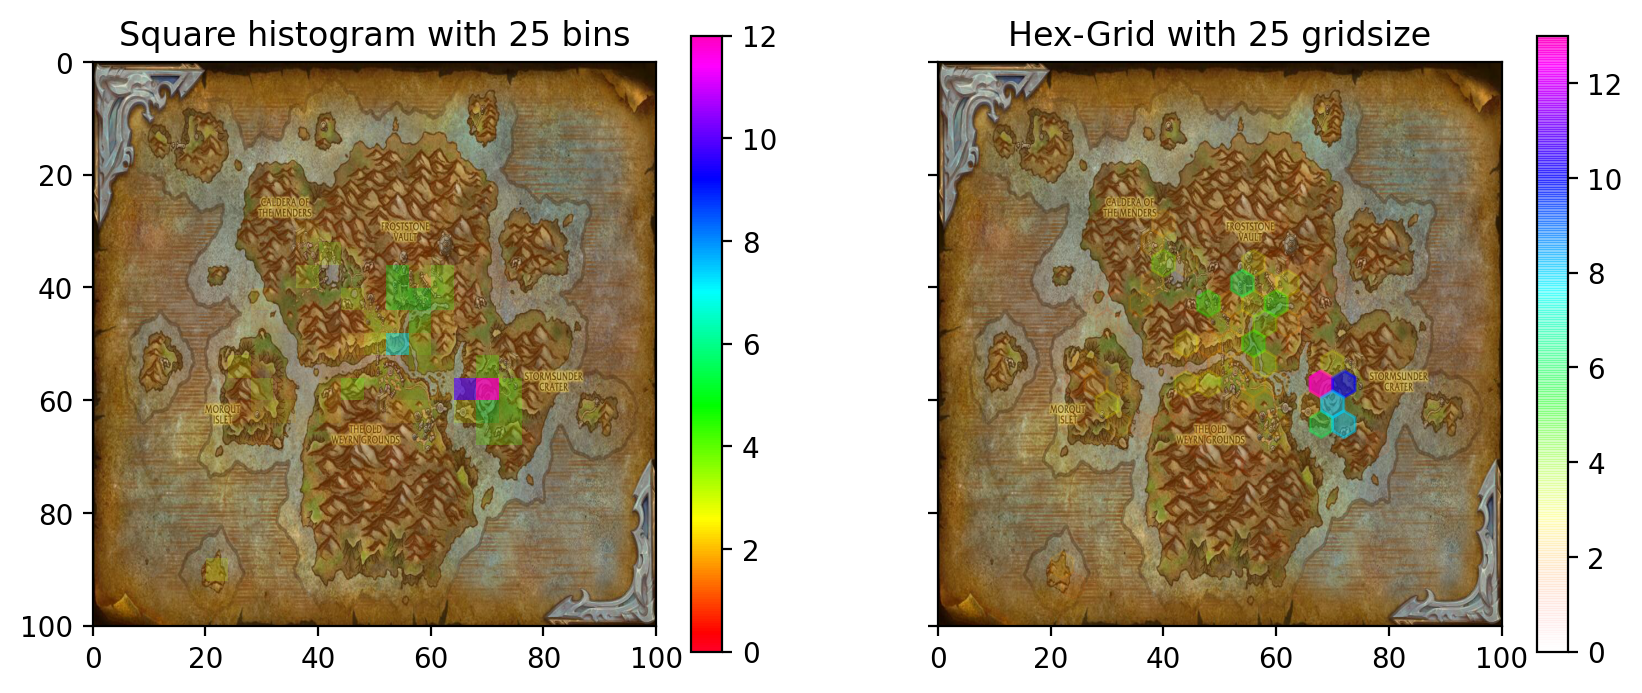 Square histogram with 25 bins
0
20
40
60
80
100
0
20
40
60
80
100
CALDERA OF
THE MENDERS
FROSTSTONE
VAULT
STORMSUNDER
CRATER
MORQUT
ISLET
THE OLD
WEYRN GROUNDS
12
10
8
6
4
2
0
Hex-Grid with 25 gridsize
CALDERA OF
THE MENDERS
FROSTSTONE
VAULT
STORMSUNDER
CRATER
MORQUT
ISLET
THE OLD
WEYRN GROUNDS
0
20
40
60
80
100
12
10
8
6
4
2
0